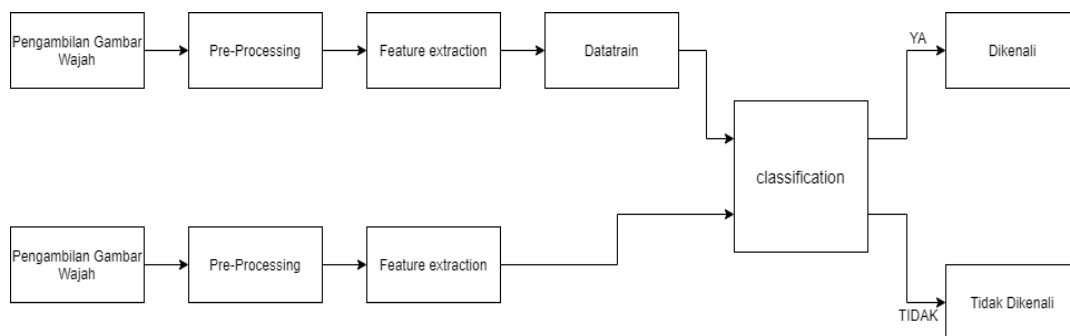 Pengambilan Gambar
Wajah
Pre-Processing
Feature extraction
Datatrain
YA
Dikenali
classification
Pengambilan Gambar
Wajah
Pre-Processing
Feature extraction
TIDAK
Tidak Dikenali